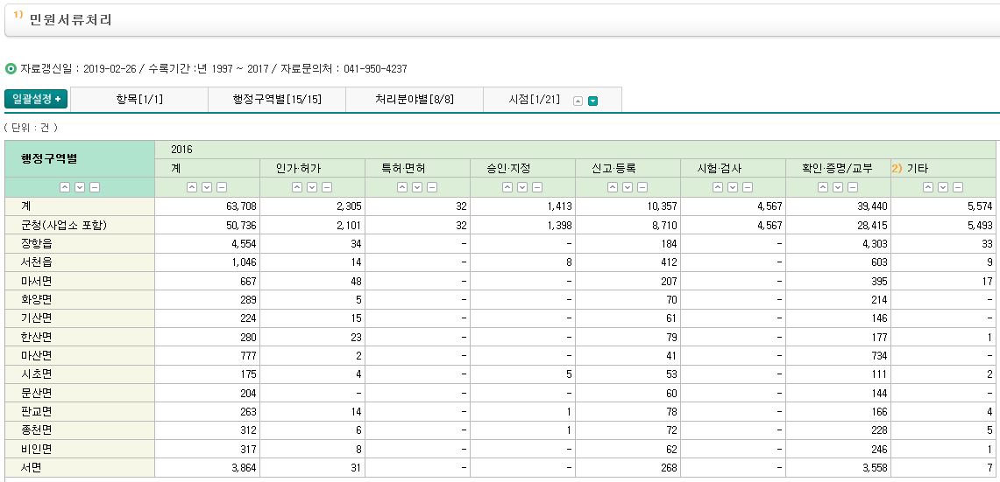 1) 민원서류처리
자료갱신일 : 2019-02-26 / 수록기간 :년 1997 ~ 2017 / 자료문의처 : 041-950-4237
일괄설정 + 항목[1/1] 행정구역별[15/15] 처리분야별[8/8] 시점[1/21]
( 단위 : 건 )
행정구역별 2016
계 인가·허가 특허·면허 승인·지정 신고·등록 시험·검사 확인·증명/교부 2) 기타
계 63,708 2,305 32 1,413 10,357 4,567 39,440 5,574
군청(사업소 포함) 50,736 2,101 32 1,398 8,710 4,567 28,415 5,493
장항읍 4,554 34 - - 184 - 4,303 33
서천읍 1,046 14 - 8 412 - 603 9
마서면 667 48 - - 207 - 395 17
화양면 289 5 - - 70 - 214 -
기산면 224 15 - - 61 - 146 -
한산면 280 23 - - 79 - 177 1
마산면 777 2 - - 41 - 734 -
시초면 175 4 - 5 53 - 111 2
문산면 204 - - - 60 - 144 -
판교면 263 14 - 1 78 - 166 4
종천면 312 6 - 1 72 - 228 5
비인면 317 8 - - 62 - 246 1
서면 3,864 31 - - 268 - 3,558 7